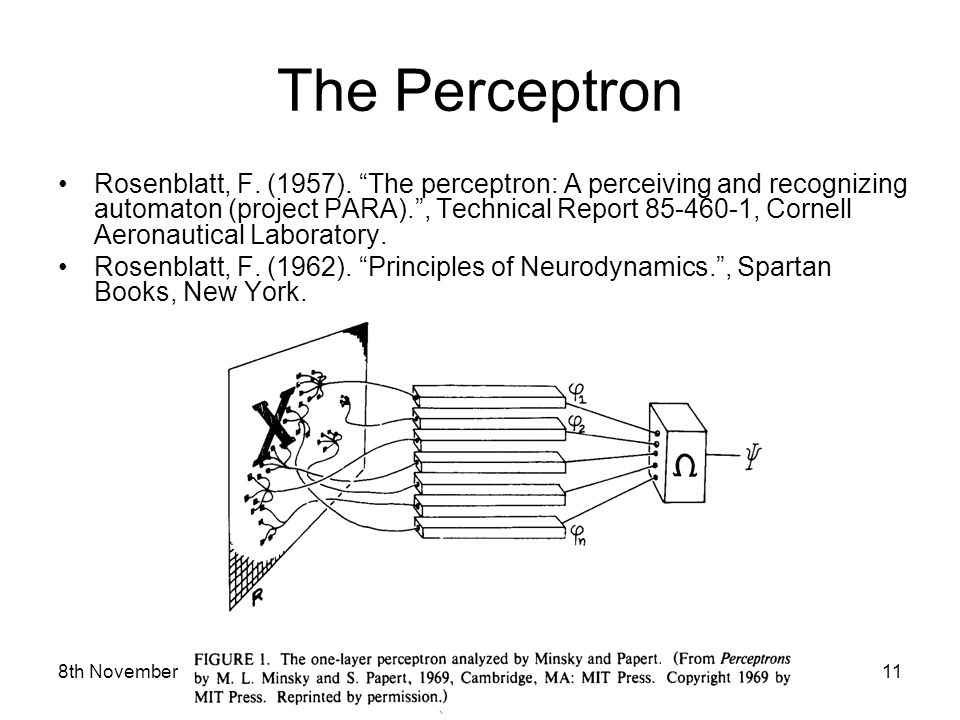 The Perceptron
• Rosenblatt, F. (1957). “The perceptron: A perceiving and recognizing
automaton (project PARA).”, Technical Report 85-460-1, Cornell
Aeronautical Laboratory.
• Rosenblatt, F. (1962). “Principles of Neurodynamics.”, Spartan
Books, New York.
X
φ1
φ2
Ω
ψ
φn
R
8th November
FIGURE 1. The one-layer perceptron analyzed by Minsky and Papert. (From Perceptrons
by M. L. Minsky and S. Papert, 1969, Cambridge, MA: MIT Press. Copyright 1969 by
MIT Press. Reprinted by permission.)
11